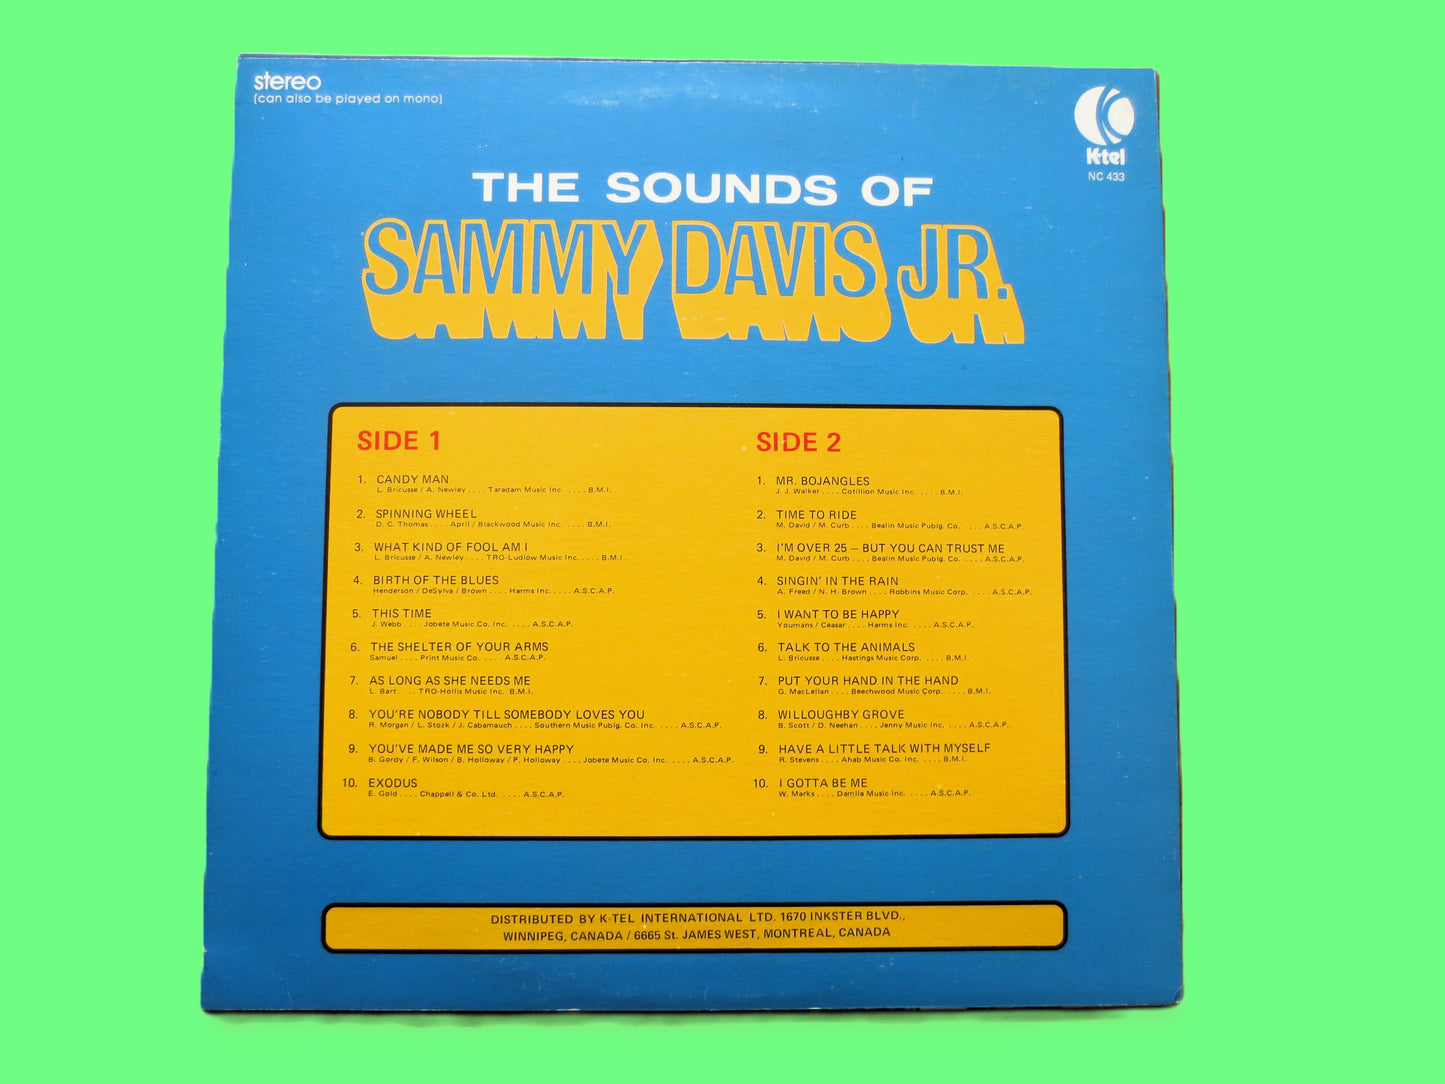 stereo
(can also be played on mono)
K-tel
NC 433
THE SOUNDS OF
SAMMY DAVIS JR.
SIDE 1
1. CANDY MAN
L. Bricusse / A. Newley . . . . Taradam Music Inc. . . . . B.M.I.
2. SPINNING WHEEL
D. C. Thomas . . . . April / Blackwood Music Inc. . . . . B.M.I.
3. WHAT KIND OF FOOL AM I
L. Bricusse / A. Newley . . . . TRO-Ludlow Music Inc. . . . . B.M.I.
4. BIRTH OF THE BLUES
Henderson / DeSylva / Brown . . . . Harms Inc. . . . . A.S.C.A.P.
5. THIS TIME
J. Webb . . . . Jobete Music Co. Inc. . . . . A.S.C.A.P.
6. THE SHELTER OF YOUR ARMS
Samuel . . . . Print Music Co. . . . . A.S.C.A.P.
7. AS LONG AS SHE NEEDS ME
L. Bart . . . . TRO-Hollis Music Inc. B.M.I.
8. YOU'RE NOBODY TILL SOMEBODY LOVES YOU
R. Morgan / L. Stozk / J. Cabamauch . . . . Southern Music Publg. Co. Inc. . . . . A.S.C.A.P.
9. YOU'VE MADE ME SO VERY HAPPY
B. Gordy / F. Wilson / B. Holloway / P. Holloway . . . . Jobete Music Co. Inc. . . . . A.S.C.A.P.
10. EXODUS
E. Gold . . . . Chappell & Co. Ltd. . . . . A.S.C.A.P.
SIDE 2
1. MR. BOJANGLES
J. J. Walker . . . . Cotillion Music Inc. . . . . B.M.I.
2. TIME TO RIDE
M. David / M. Curb . . . . Bealin Music Publg. Co. . . . . A.S.C.A.P.
3. I'M OVER 25 – BUT YOU CAN TRUST ME
M. David / M. Curb . . . . Bealin Music Publg. Co. . . . . A.S.C.A.P.
4. SINGIN' IN THE RAIN
A. Freed / N. H. Brown . . . . Robbins Music Corp. . . . . A.S.C.A.P.
5. I WANT TO BE HAPPY
Youmans / Ceasar . . . . Harms Inc. . . . . A.S.C.A.P.
6. TALK TO THE ANIMALS
L. Bricusse . . . . Hastings Music Corp. . . . . B.M.I.
7. PUT YOUR HAND IN THE HAND
G. MacLellan . . . . Beechwood Music Corp. . . . . B.M.I.
8. WILLOUGHBY GROVE
B. Scott / D. Neehan . . . . Jenny Music Inc. . . . . A.S.C.A.P.
9. HAVE A LITTLE TALK WITH MYSELF
R. Stevens . . . . Ahab Music Co. Inc. . . . . B.M.I.
10. I GOTTA BE ME
W. Marks . . . . Damila Music Inc. . . . . A.S.C.A.P.
DISTRIBUTED BY K-TEL INTERNATIONAL LTD. 1670 INKSTER BLVD.,
WINNIPEG, CANADA / 6665 St. JAMES WEST, MONTREAL, CANADA